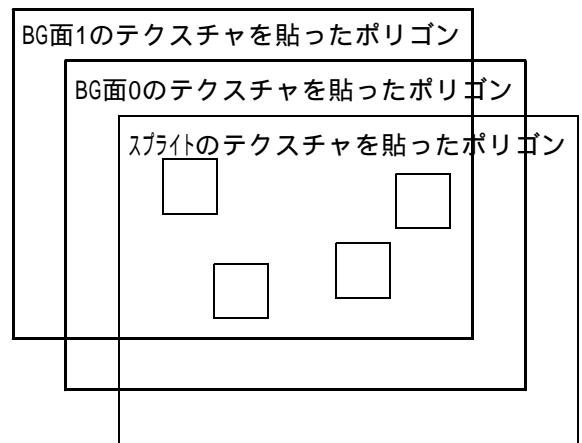 BG面1のテクスチャを貼ったポリゴン
BG面0のテクスチャを貼ったポリゴン
ｽﾌﾟﾗｲﾄのテクスチャを貼ったポリゴン